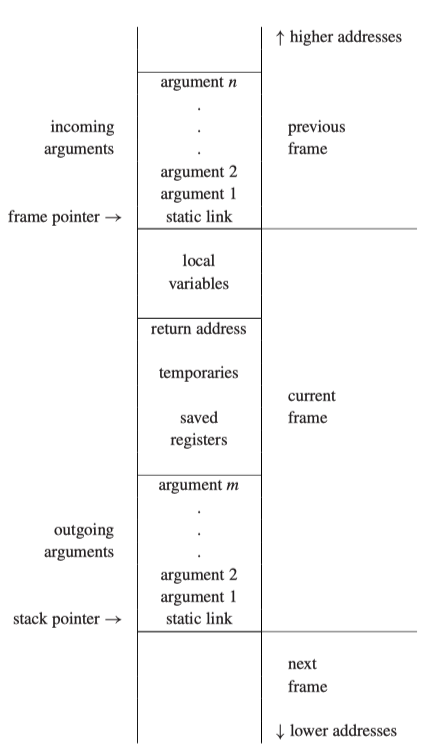 ↑ higher addresses
argument n
.
incoming . previous
arguments . frame
argument 2
argument 1
frame pointer → static link
local
variables
return address
temporaries
current
saved frame
registers
argument m
.
outgoing .
arguments .
argument 2
argument 1
stack pointer → static link
next
frame
↓ lower addresses